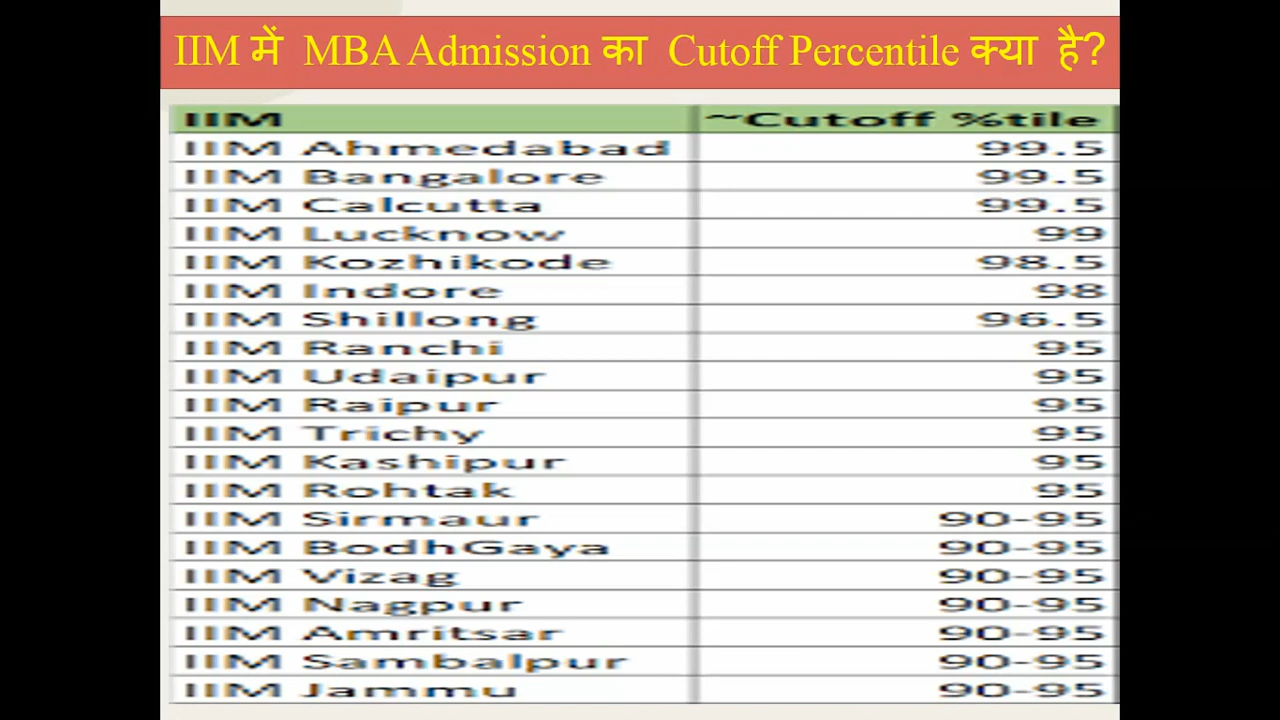 IIM में MBA Admission का Cutoff Percentile क्या है?
IIM ~Cutoff %tile
IIM Ahmedabad 99.5
IIM Bangalore 99.5
IIM Calcutta 99.5
IIM Lucknow 99
IIM Kozhikode 98.5
IIM Indore 98
IIM Shillong 96.5
IIM Ranchi 95
IIM Udaipur 95
IIM Raipur 95
IIM Trichy 95
IIM Kashipur 95
IIM Rohtak 95
IIM Sirmaur 90-95
IIM BodhGaya 90-95
IIM Vizag 90-95
IIM Nagpur 90-95
IIM Amritsar 90-95
IIM Sambalpur 90-95
IIM Jammu 90-95